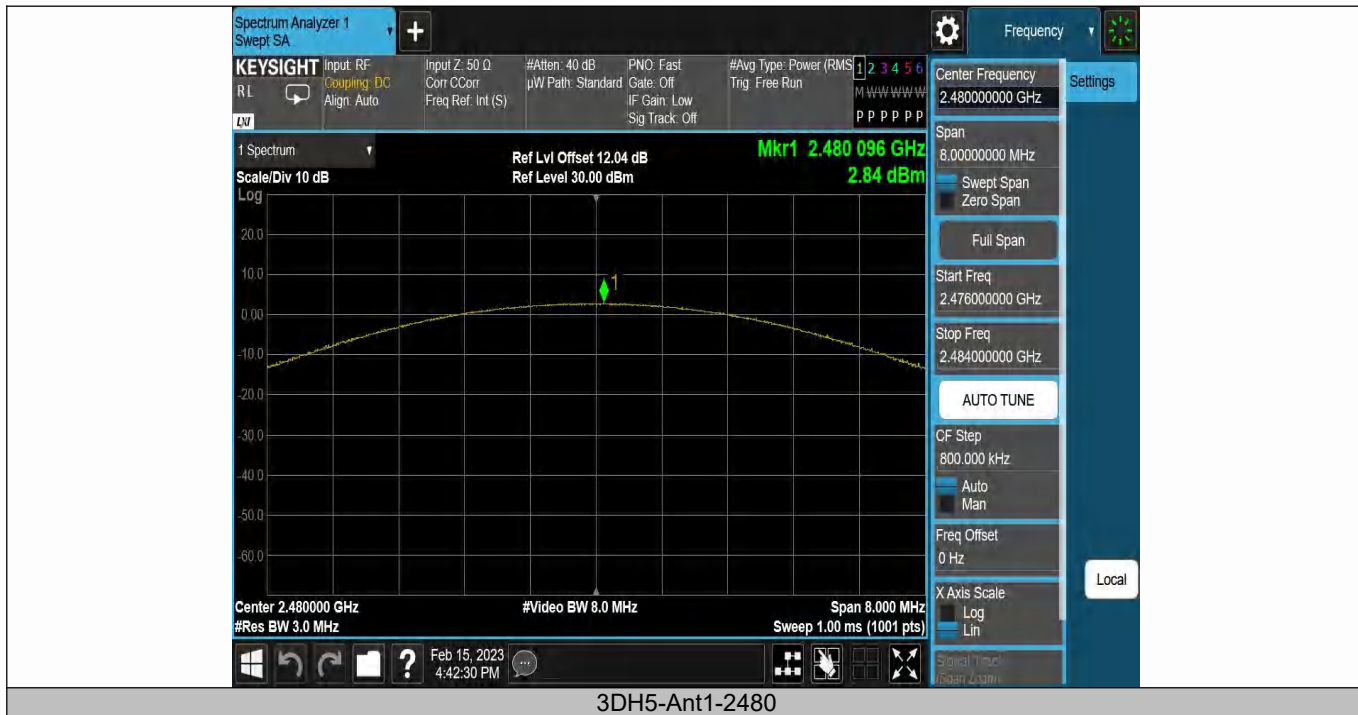 Spectrum Analyzer 1
Swept SA
+
Frequency
KEYSIGHT
RL
LXI
Input: RF
Coupling: DC
Align: Auto
Input Z: 50 Ω
Corr CCorr
Freq Ref: Int (S)
#Atten: 40 dB
µW Path: Standard
PNO: Fast
Gate: Off
IF Gain: Low
Sig Track: Off
#Avg Type: Power (RMS
Trig: Free Run
1 2 3 4 5 6
M W W W W W
P P P P P P
Settings
Center Frequency
2.480000000 GHz
Span
8.00000000 MHz
Swept Span
Zero Span
Full Span
Start Freq
2.476000000 GHz
Stop Freq
2.484000000 GHz
AUTO TUNE
CF Step
800.000 kHz
Auto
Man
Freq Offset
0 Hz
X Axis Scale
Log
Lin
Signal Track
(Span Zoom)
Local
1 Spectrum
Scale/Div 10 dB
Ref Lvl Offset 12.04 dB
Ref Level 30.00 dBm
Mkr1 2.480 096 GHz
2.84 dBm
Log
20.0
10.0
1
0.00
-10.0
-20.0
-30.0
-40.0
-50.0
-60.0
Center 2.480000 GHz
#Res BW 3.0 MHz
#Video BW 8.0 MHz
Span 8.000 MHz
Sweep 1.00 ms (1001 pts)
?
Feb 15, 2023
4:42:30 PM
3DH5-Ant1-2480